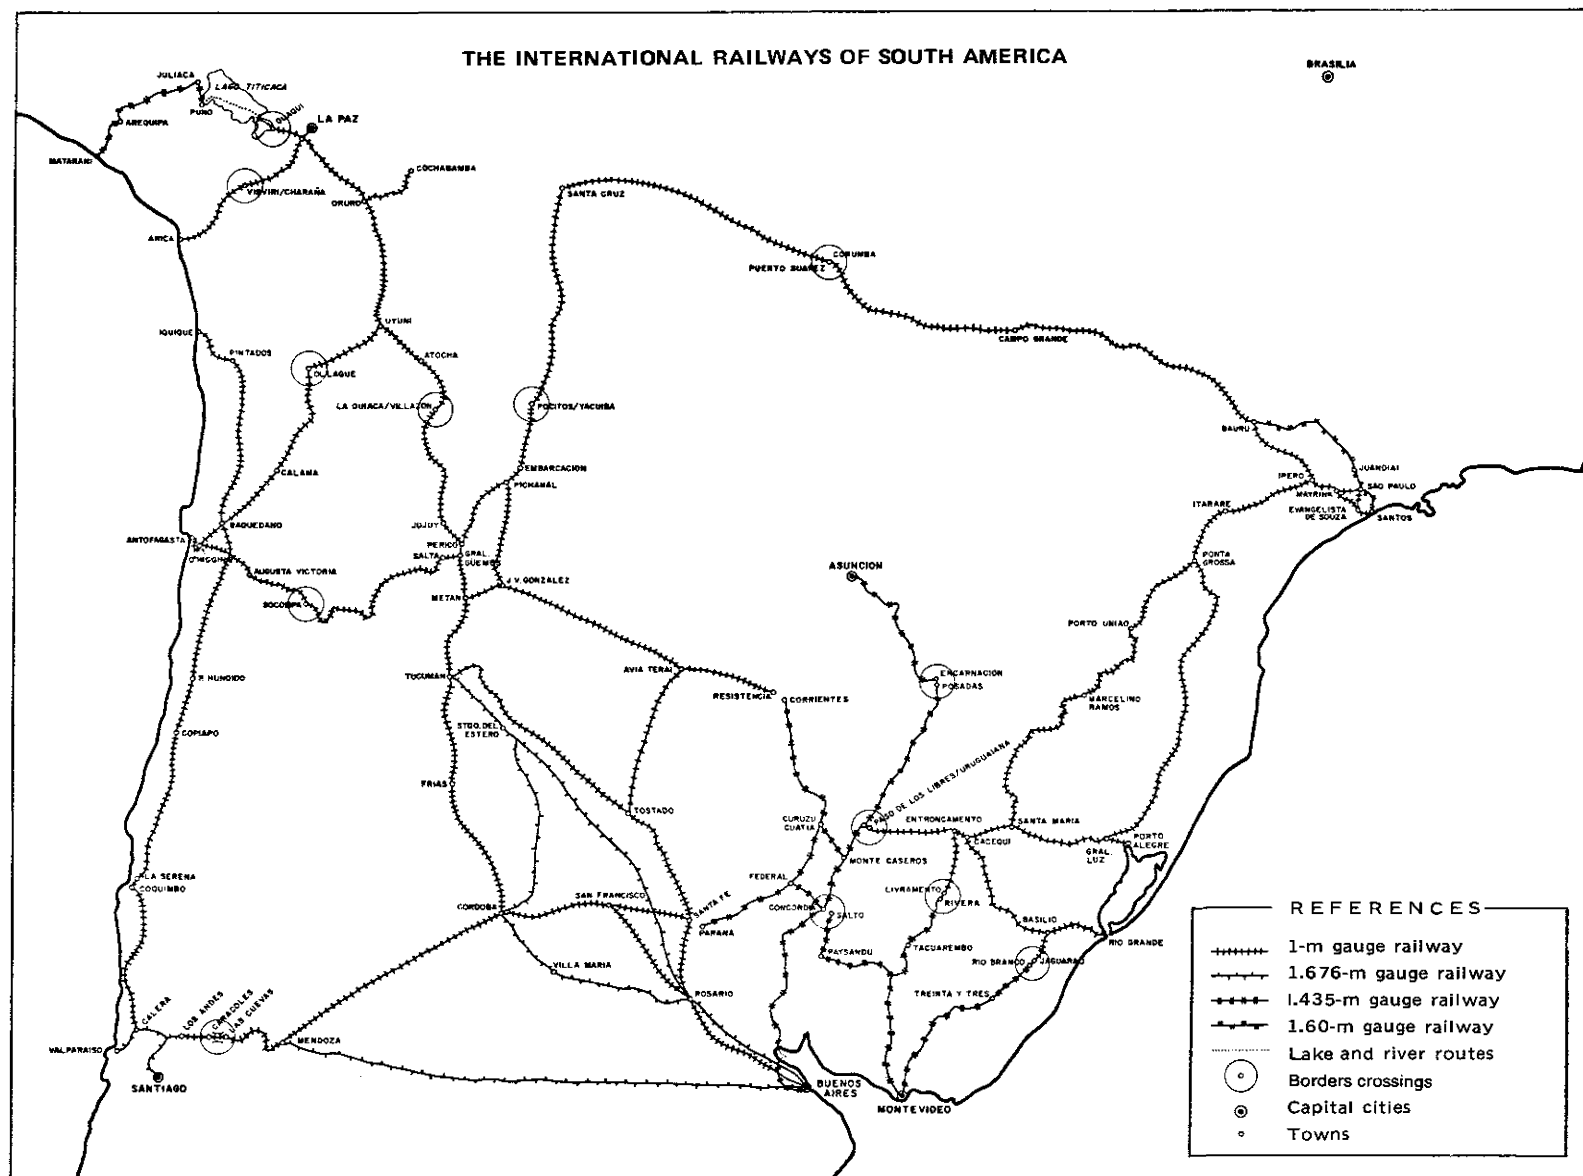 THE INTERNATIONAL RAILWAYS OF SOUTH AMERICA
BRASILIA
JULIACA
LAGO TITICACA
PUNO
GUAQUI
LA PAZ
AREQUIPA
MATARANI
COCHABAMBA
VISVIRI/CHARAÑA
ORURO
SANTA CRUZ
ARICA
CORUMBA
PUERTO SUAREZ
IQUIQUE
UYUNI
CAMPO GRANDE
PINTADOS
ATOCHA
OLLAGUE
LA QUIACA/VILLAZON
POCITOS/YACUIBA
BAURU
CALAMA
EMBARCACION
PICHANAL
JUANDIAI
IPERO
SAO PAULO
MAYRINK
ITARARE
EVANGELISTA
DE SOUZA
SANTOS
BAQUEDANO
JUJUY
ANTOFAGASTA
PERICO
SALTA
GRAL.
GUEMES
PONTA
GROSSA
AUGUSTA VICTORIA
ASUNCION
J.V. GONZALEZ
METAN
SOCOMPA
PORTO UNIAO
TUCUMAN
AVIA TERAI
ENCARNACION
POSADAS
P. HUNDIDO
RESISTENCIA
CORRIENTES
MARCELINO
RAMOS
COPIAPO
STGO. DEL
ESTERO
PASO DE LOS LIBRES/URUGUAIANA
FRIAS
TOSTADO
CURUZU
CUATIA
ENTRONCAMENTO
SANTA MARIA
CACEQUI
PORTO
ALEGRE
GRAL.
LUZ
MONTE CASEROS
LA SERENA
COQUIMBO
FEDERAL
LIVRAMENTO
RIVERA
CORDOBA
SAN FRANCISCO
SANTA FE
PARANA
CONCORDIA
SALTO
BASILIO
RIO GRANDE
PAYSANDU
TACUAREMBO
RIO BRANCO
JAGUARAO
VILLA MARIA
TREINTA Y TRES
ROSARIO
CALERA
LOS ANDES
CARACOLES
LAS CUEVAS
MENDOZA
VALPARAISO
SANTIAGO
BUENOS
AIRES
MONTEVIDEO
REFERENCES
1-m gauge railway
1.676-m gauge railway
1.435-m gauge railway
1.60-m gauge railway
Lake and river routes
Borders crossings
Capital cities
Towns